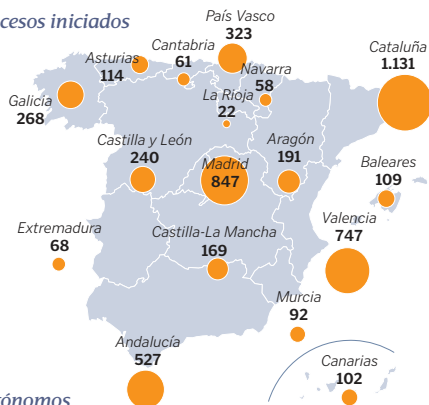 cesos iniciados
País Vasco
323
Cataluña
1.131
Cantabria
61
Asturias
114
Navarra
58
La Rioja
22
Galicia
268
Castilla y León
240
Madrid
847
Aragón
191
Baleares
109
Extremadura
68
Castilla-La Mancha
169
Valencia
747
Murcia
92
Andalucía
527
Canarias
102
tónomos